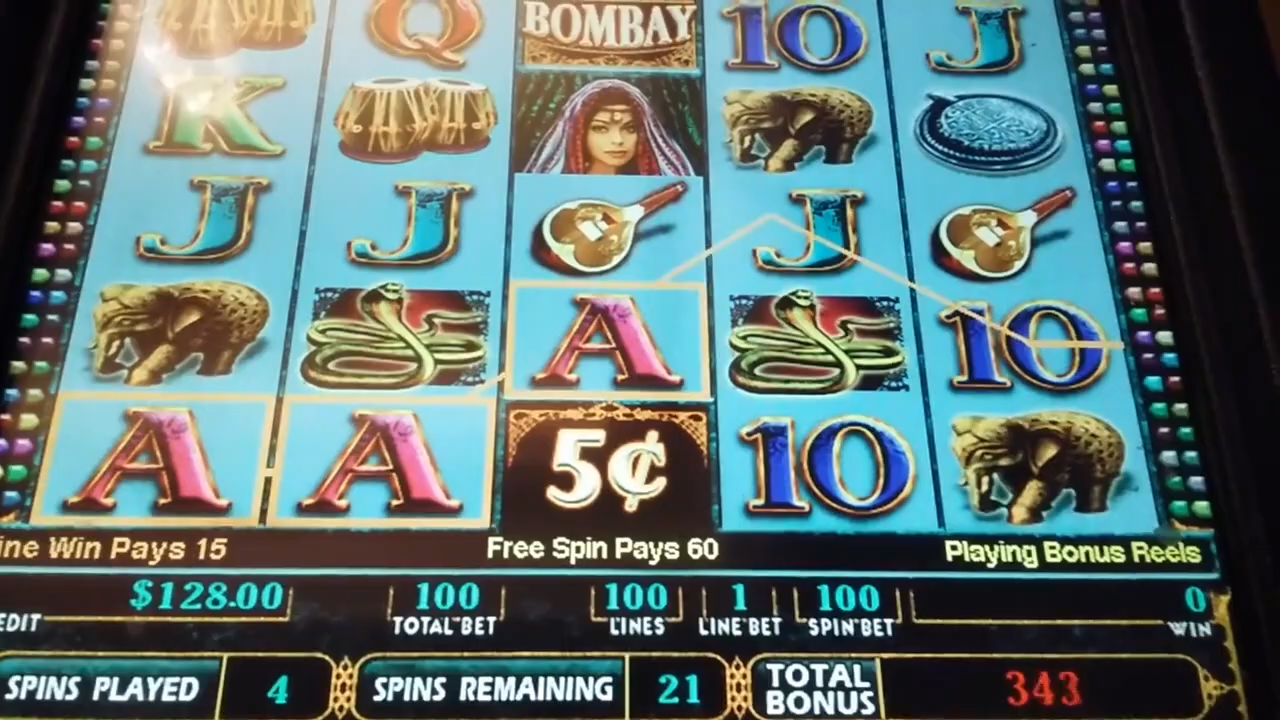 Q BOMBAY 10 J
K
J J J
A 10
A A 5¢ 10
ine Win Pays 15 Free Spin Pays 60 Playing Bonus Reels
$128.00 100 100 1 100 0
EDIT TOTAL BET LINES LINE BET SPIN BET WIN
SPINS PLAYED 4 SPINS REMAINING 21 TOTAL BONUS 343